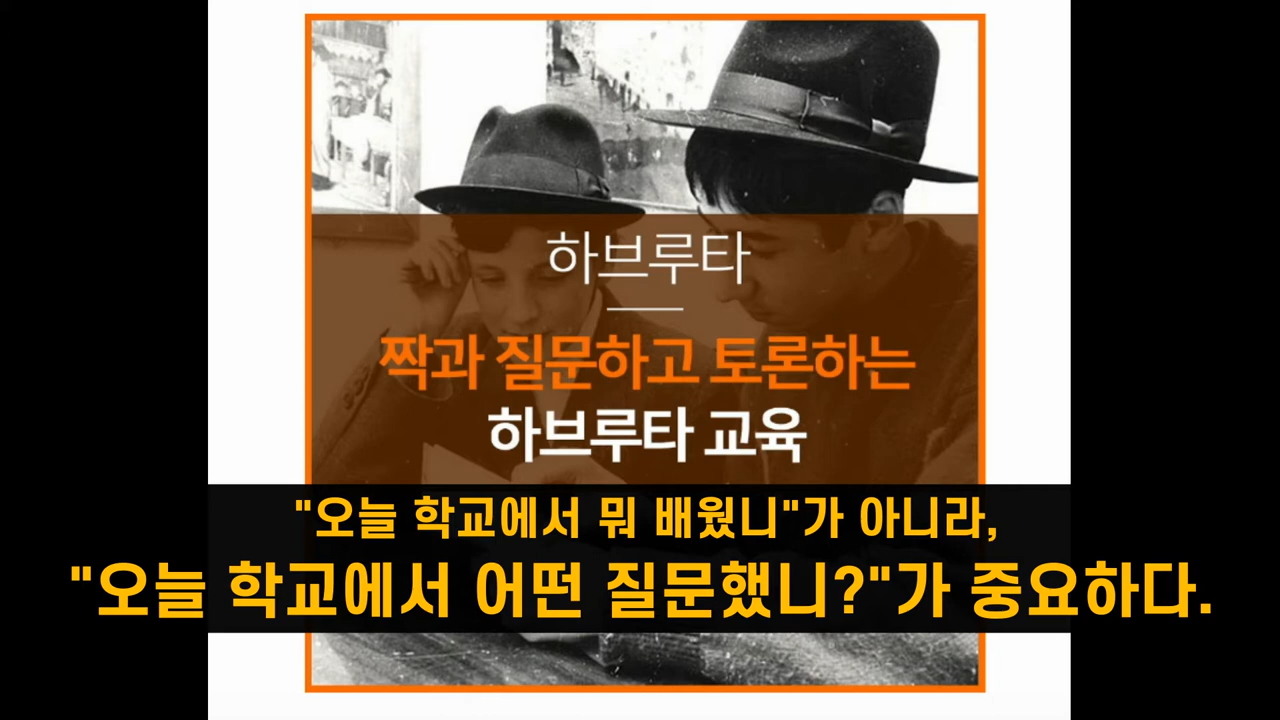 하브루타
짝과 질문하고 토론하는
하브루타 교육
"오늘 학교에서 뭐 배웠니"가 아니라,
"오늘 학교에서 어떤 질문했니?"가 중요하다.